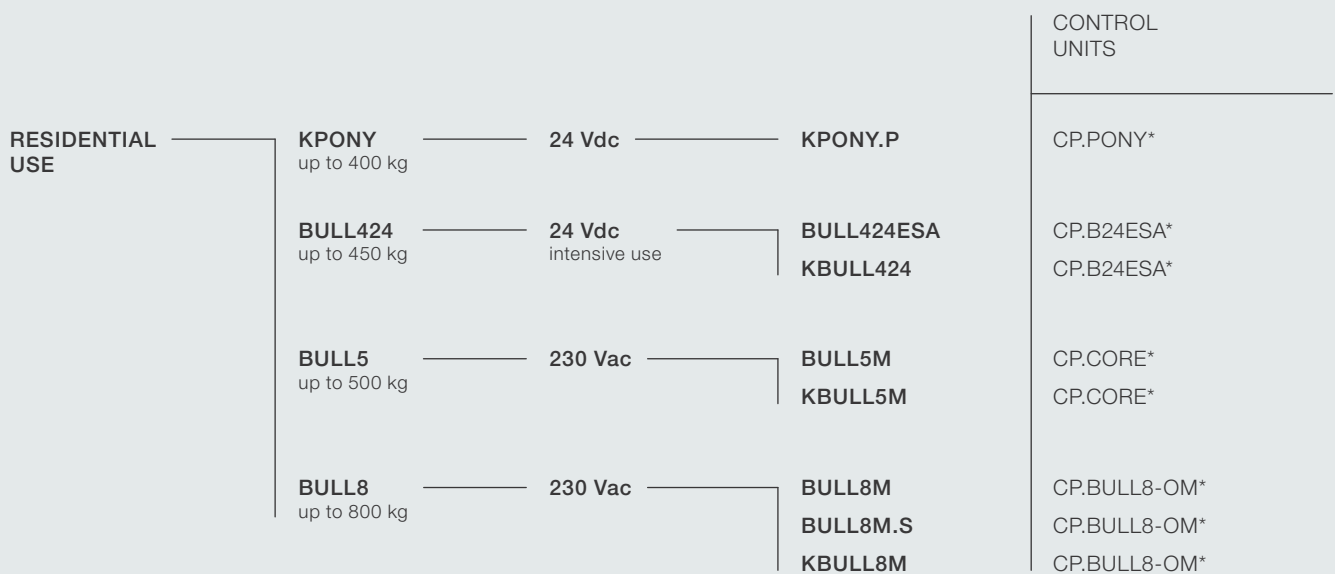 CONTROL
UNITS
RESIDENTIAL
USE
KPONY
up to 400 kg
24 Vdc
KPONY.P
CP.PONY*
BULL424
up to 450 kg
24 Vdc
intensive use
BULL424ESA
CP.B24ESA*
KBULL424
CP.B24ESA*
BULL5
up to 500 kg
230 Vac
BULL5M
CP.CORE*
KBULL5M
CP.CORE*
BULL8
up to 800 kg
230 Vac
BULL8M
CP.BULL8-OM*
BULL8M.S
CP.BULL8-OM*
KBULL8M
CP.BULL8-OM*